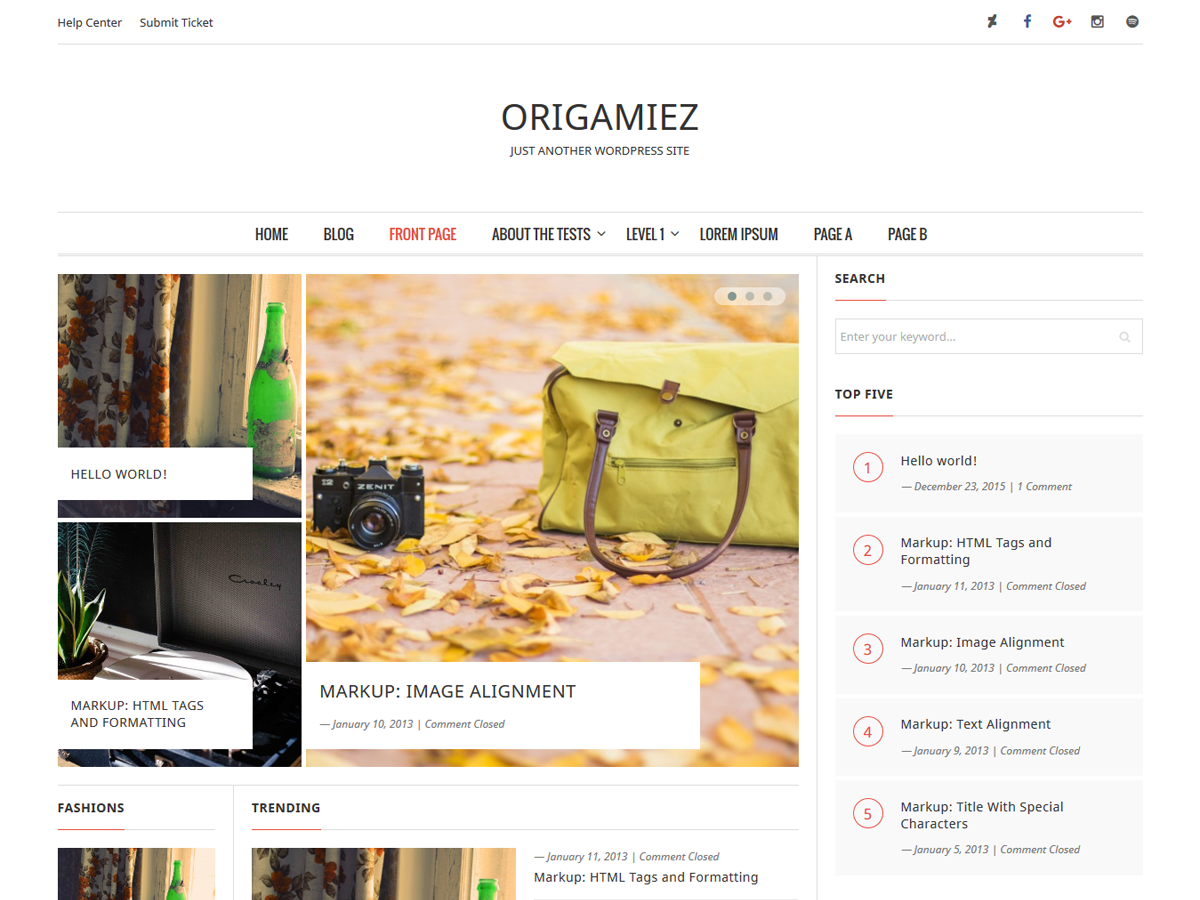 Help Center Submit Ticket
ORIGAMIEZ
JUST ANOTHER WORDPRESS SITE
HOME BLOG FRONT PAGE ABOUT THE TESTS LEVEL 1 LOREM IPSUM PAGE A PAGE B
HELLO WORLD!
Crosley
MARKUP: HTML TAGS
AND FORMATTING
ZENIT
MARKUP: IMAGE ALIGNMENT
— January 10, 2013 | Comment Closed
FASHIONS
TRENDING
— January 11, 2013 | Comment Closed
Markup: HTML Tags and Formatting
SEARCH
Enter your keyword...
TOP FIVE
1
Hello world!
— December 23, 2015 | 1 Comment
2
Markup: HTML Tags and
Formatting
— January 11, 2013 | Comment Closed
3
Markup: Image Alignment
— January 10, 2013 | Comment Closed
4
Markup: Text Alignment
— January 9, 2013 | Comment Closed
5
Markup: Title With Special
Characters
— January 5, 2013 | Comment Closed